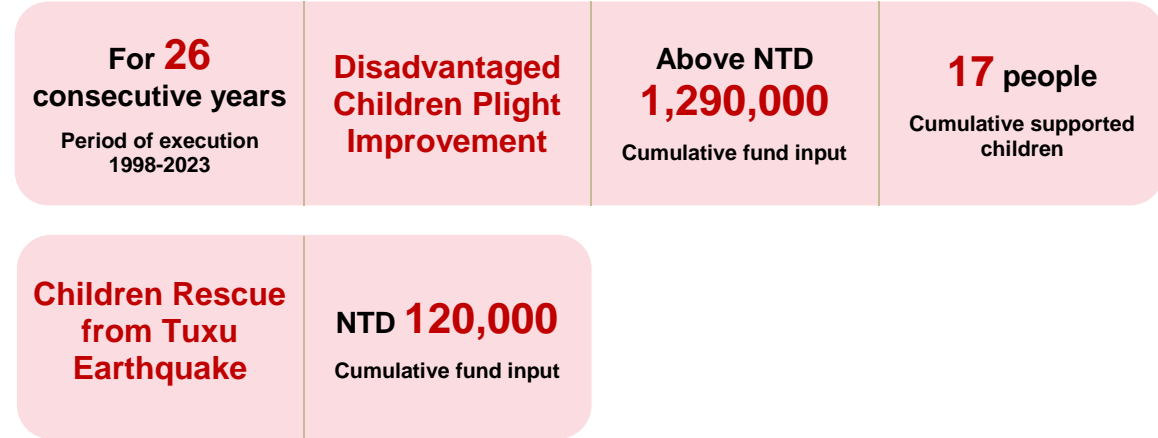 For 26
consecutive years
Period of execution
1998-2023
Disadvantaged
Children Plight
Improvement
Above NTD
1,290,000
Cumulative fund input
17 people
Cumulative supported
children
Children Rescue
from Tuxu
Earthquake
NTD 120,000
Cumulative fund input